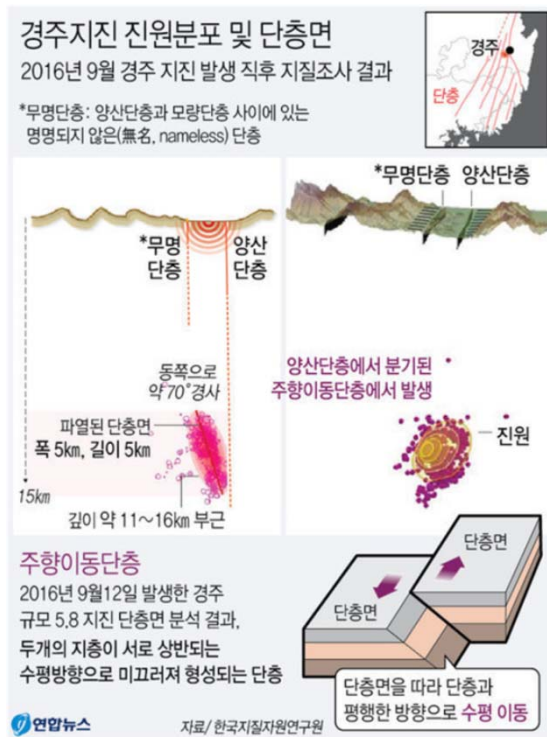 경주지진 진원분포 및 단층면
2016년 9월 경주 지진 발생 직후 지질조사 결과
*무명단층: 양산단층과 모량단층 사이에 있는
명명되지 않은(無名, nameless) 단층
경주
단층
*무명
단층
양산
단층
동쪽으로
약 70˚경사
파열된 단층면
폭 5km, 길이 5km
15km
깊이 약 11~16km 부근
*무명단층
양산단층
양산단층에서 분기된
주향이동단층에서 발생
진원
주향이동단층
2016년 9월12일 발생한 경주
규모 5.8 지진 단층면 분석 결과,
두개의 지층이 서로 상반되는
수평방향으로 미끄러져 형성되는 단층
단층면
단층면
단층면을 따라 단층과
평행한 방향으로 수평 이동
연합뉴스
자료/ 한국지질자원연구원